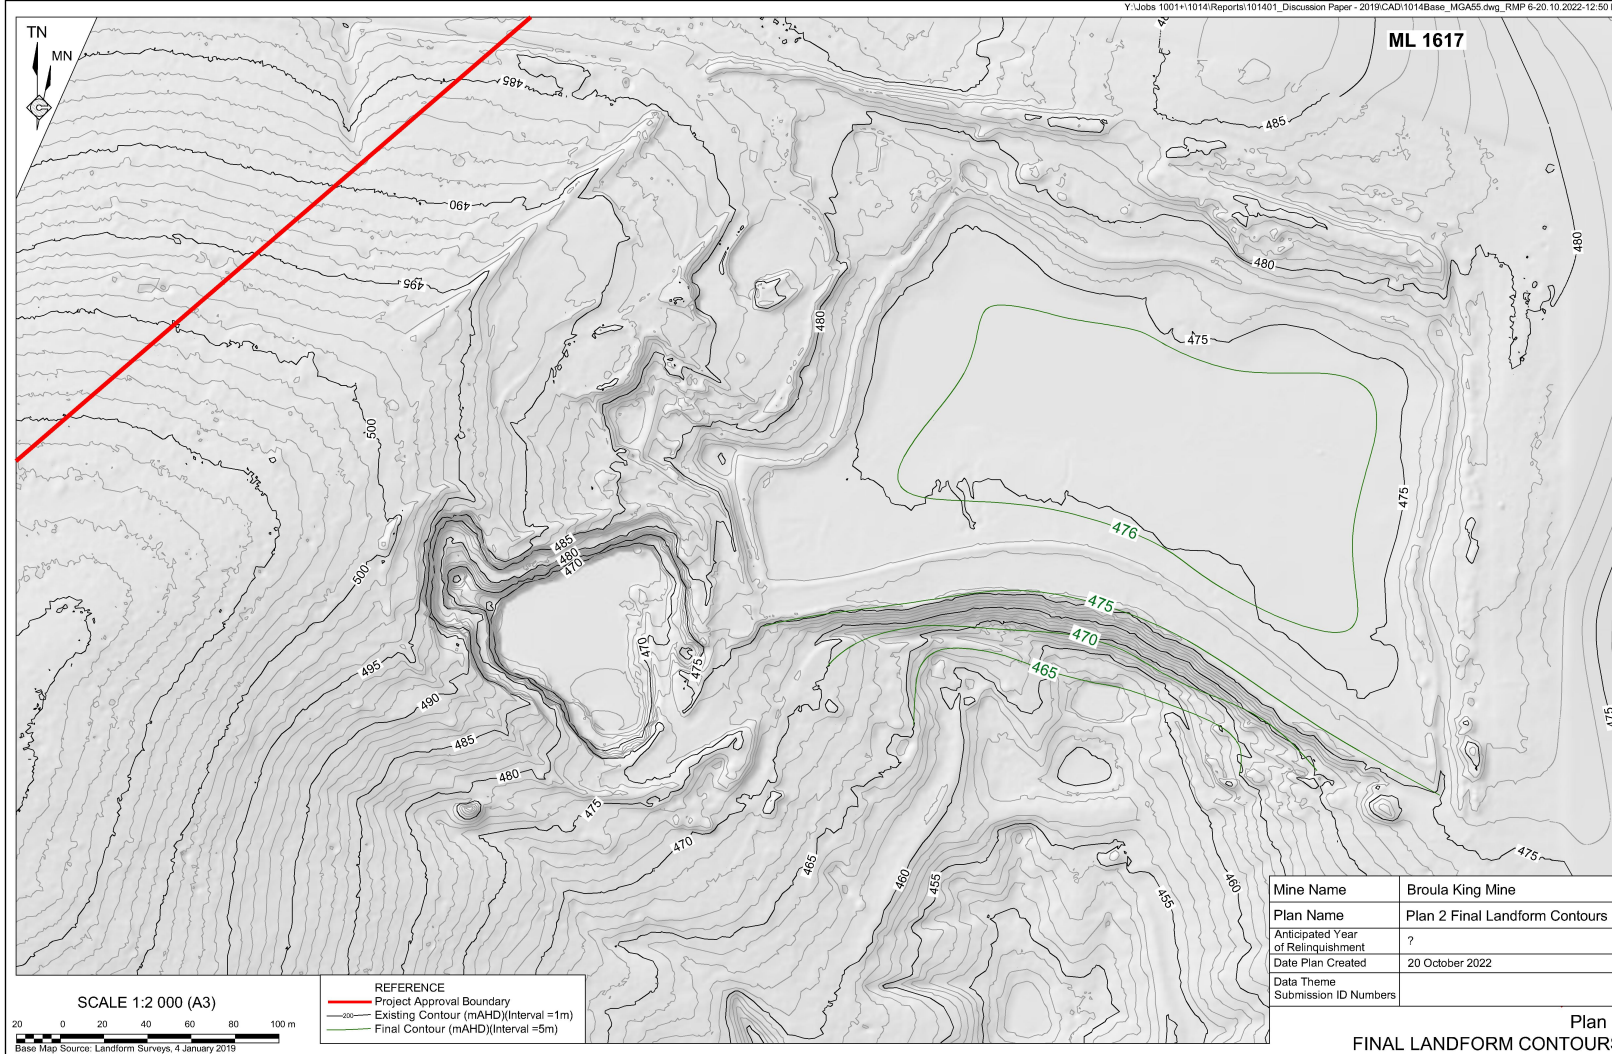 Y:\Jobs 1001+\1014\Reports\101401_Discussion Paper - 2019\CAD\1014Base_MGA55.dwg_RMP 6-20.10.2022-12:50
TN
MN
ML 1617
485
485
490
480
480
495
480
475
500
475
476
485
480
470
500
475
470
470
465
475
495
490
475
485
480
475
470
465
460
455
455
460
475
Mine Name
Broula King Mine
Plan Name
Plan 2 Final Landform Contours
Anticipated Year
of Relinquishment
?
Date Plan Created
20 October 2022
Data Theme
Submission ID Numbers
SCALE 1:2 000 (A3)
20 0 20 40 60 80 100 m
Base Map Source: Landform Surveys, 4 January 2019
REFERENCE
Project Approval Boundary
200 Existing Contour (mAHD)(Interval =1m)
Final Contour (mAHD)(Interval =5m)
Plan
FINAL LANDFORM CONTOURS